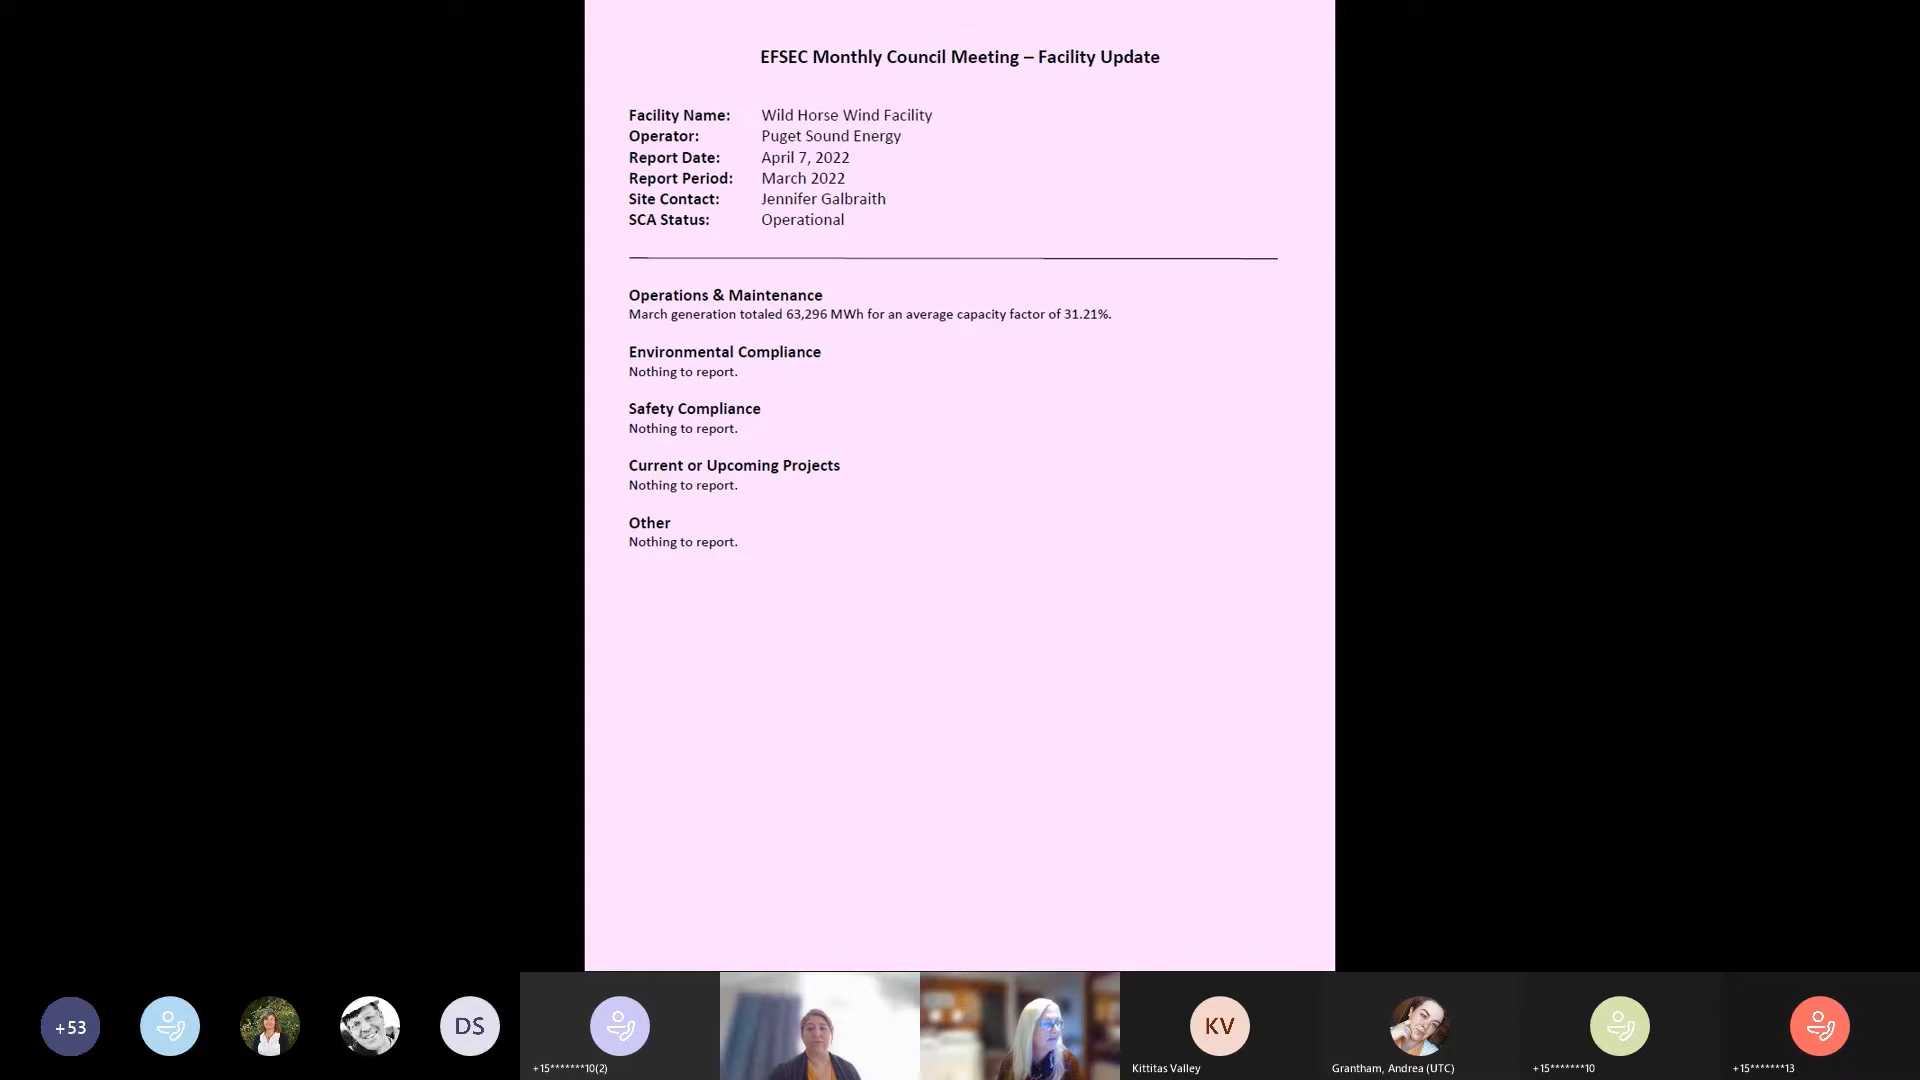 EFSEC Monthly Council Meeting – Facility Update
Facility Name: Wild Horse Wind Facility
Operator: Puget Sound Energy
Report Date: April 7, 2022
Report Period: March 2022
Site Contact: Jennifer Galbraith
SCA Status: Operational
Operations & Maintenance
March generation totaled 63,296 MWh for an average capacity factor of 31.21%.
Environmental Compliance
Nothing to report.
Safety Compliance
Nothing to report.
Current or Upcoming Projects
Nothing to report.
Other
Nothing to report.
+53
DS
+15*******10(2)
KV
Kittitas Valley
Grantham, Andrea (UTC)
+15*******10
+15*******13